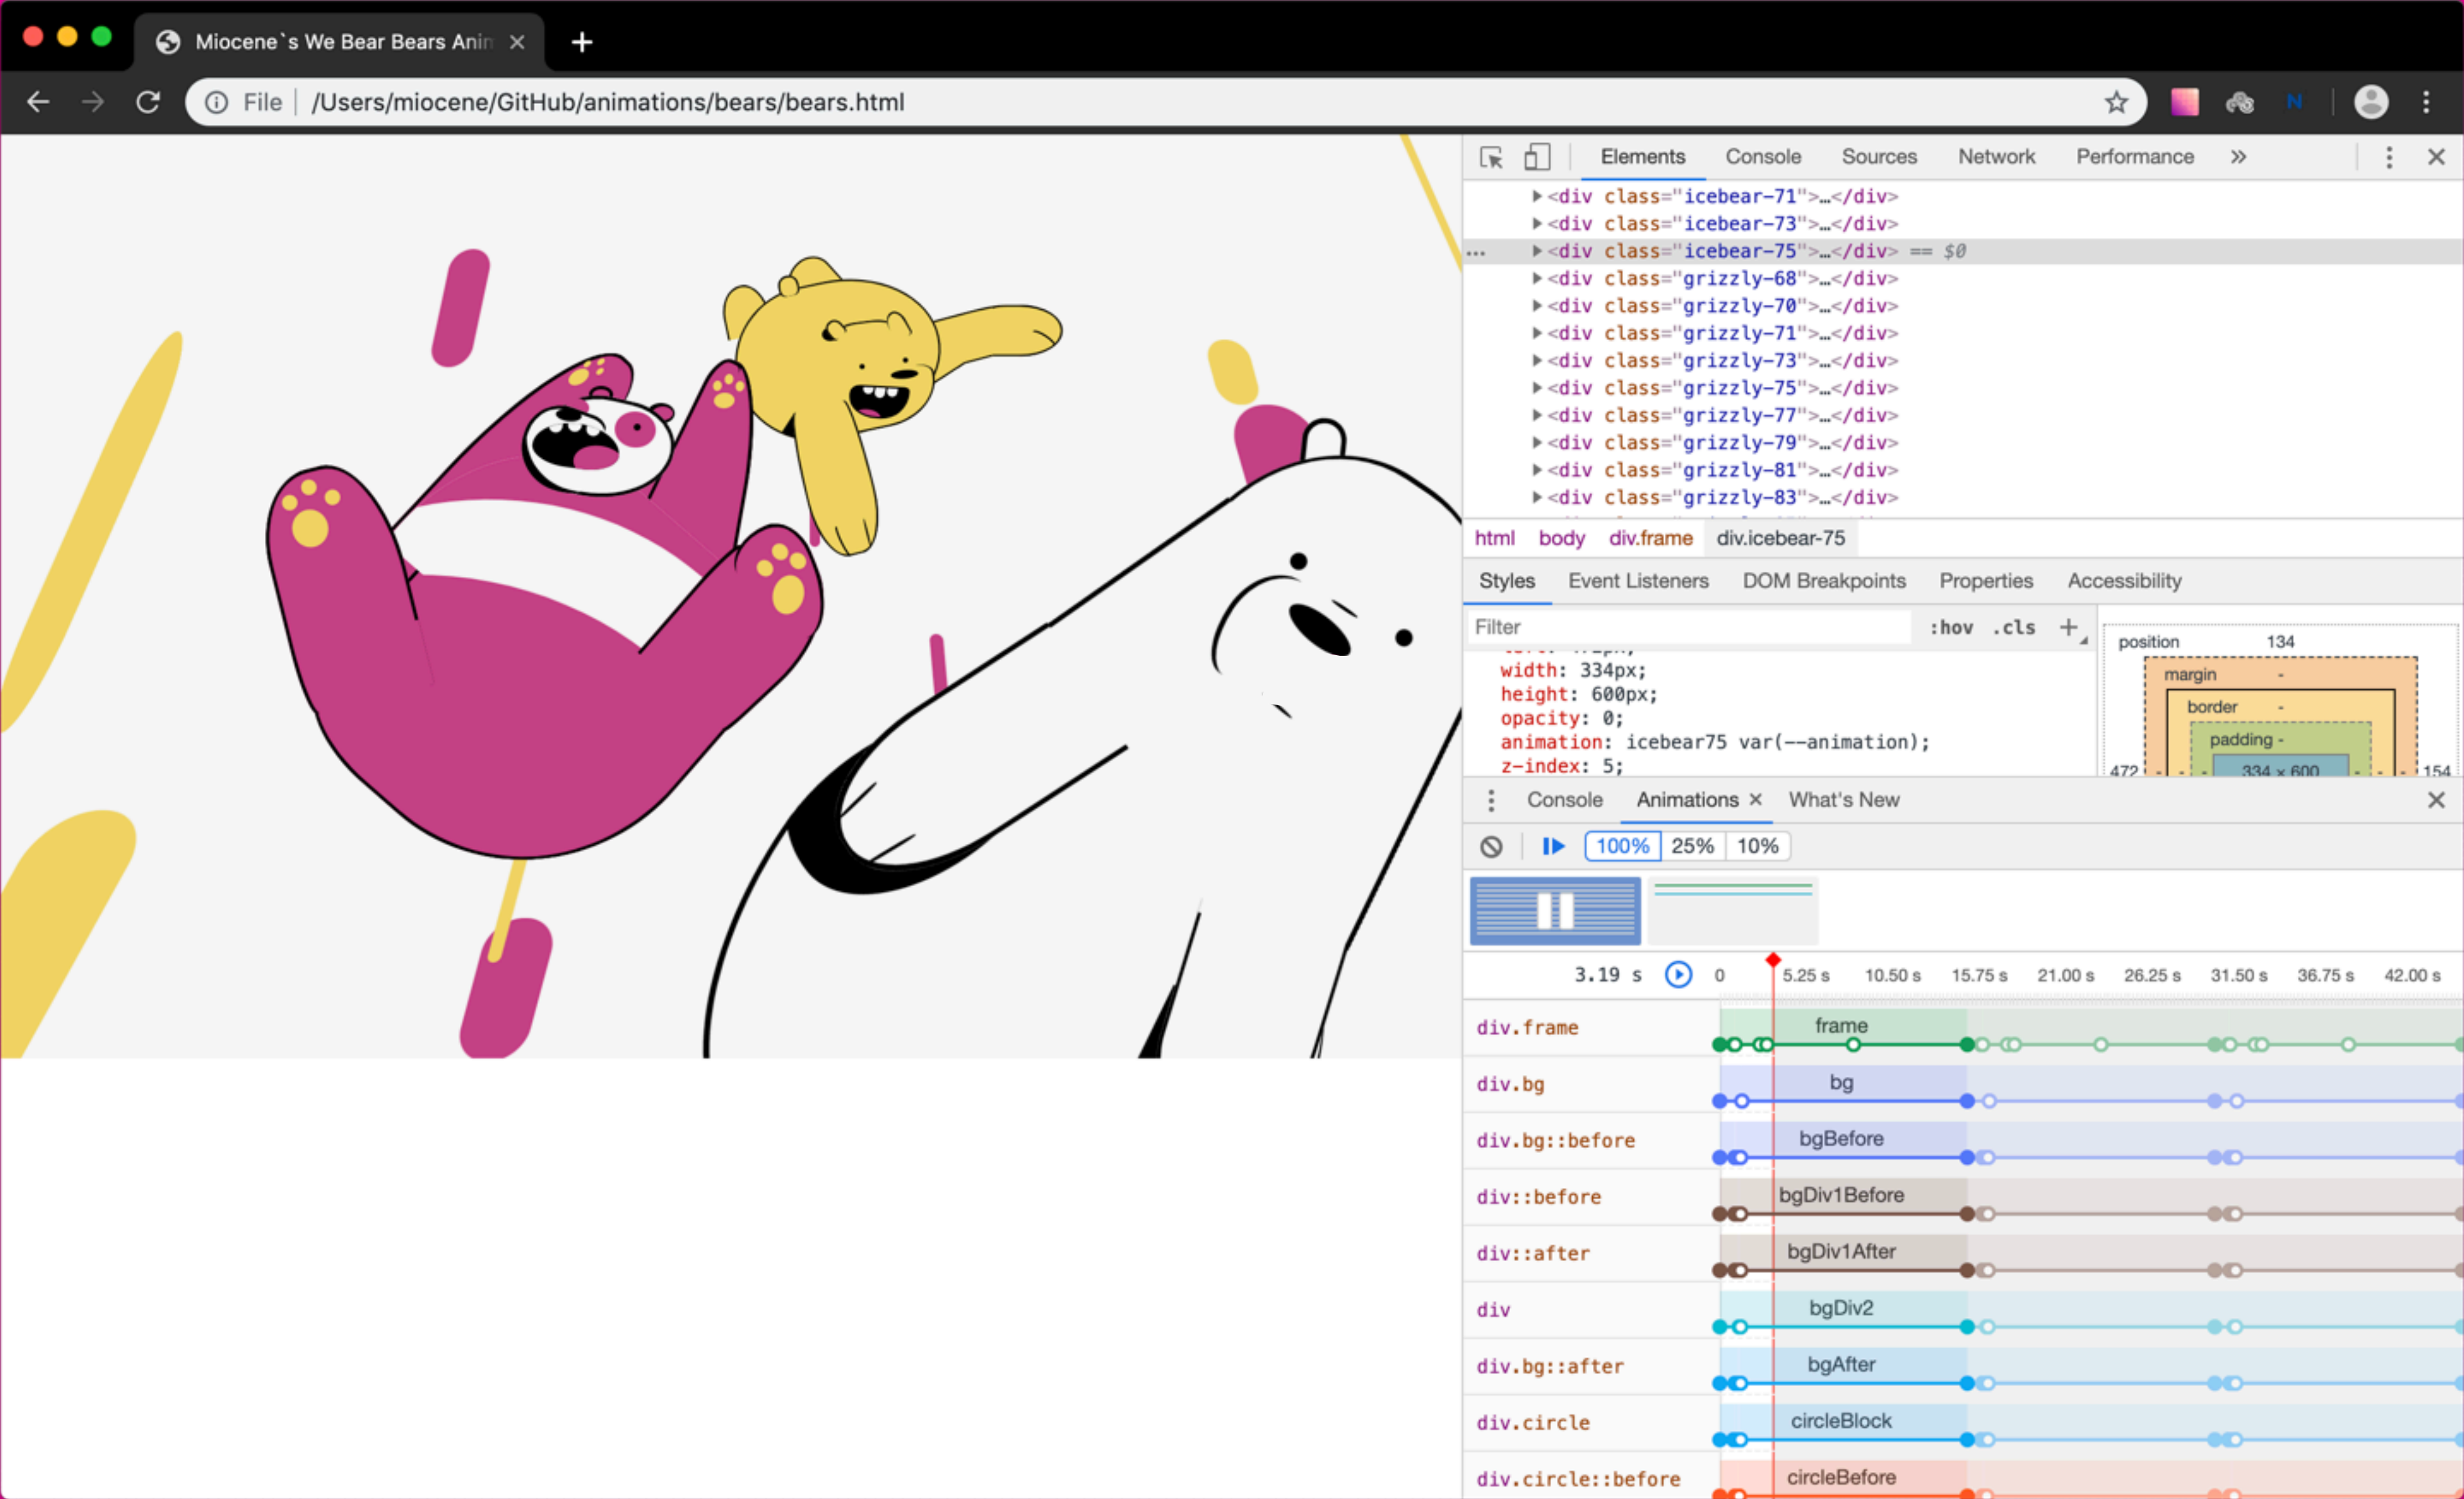 Miocene`s We Bear Bears Anim
File /Users/miocene/GitHub/animations/bears/bears.html
N
Elements Console Sources Network Performance »
<div class="icebear-71">…</div>
<div class="icebear-73">…</div>
… <div class="icebear-75">…</div> == $0
<div class="grizzly-68">…</div>
<div class="grizzly-70">…</div>
<div class="grizzly-71">…</div>
<div class="grizzly-73">…</div>
<div class="grizzly-75">…</div>
<div class="grizzly-77">…</div>
<div class="grizzly-79">…</div>
<div class="grizzly-81">…</div>
<div class="grizzly-83">…</div>
html body div.frame div.icebear-75
Styles Event Listeners DOM Breakpoints Properties Accessibility
Filter :hov .cls +
width: 334px;
height: 600px;
opacity: 0;
animation: icebear75 var(--animation);
z-index: 5;
position 134
margin -
border -
padding -
472 - - - 334 × 600 - - - 154
Console Animations What's New
100% 25% 10%
3.19 s 0 5.25 s 10.50 s 15.75 s 21.00 s 26.25 s 31.50 s 36.75 s 42.00 s
div.frame frame
div.bg bg
div.bg::before bgBefore
div::before bgDiv1Before
div::after bgDiv1After
div bgDiv2
div.bg::after bgAfter
div.circle circleBlock
div.circle::before circleBefore